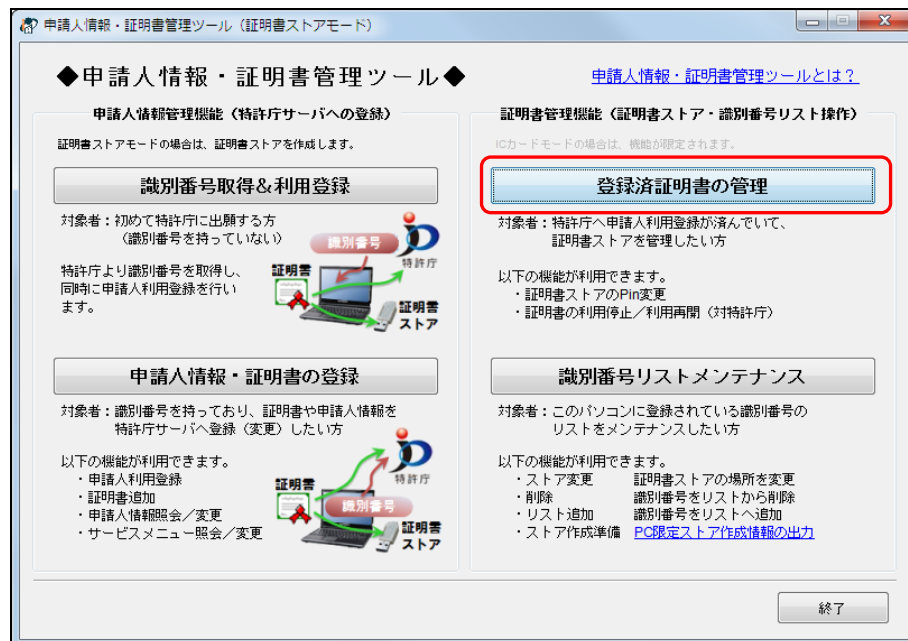 申請人情報・証明書管理ツール（証明書ストアモード）
◆申請人情報・証明書管理ツール◆
申請人情報・証明書管理ツールとは？
申請人情報管理機能（特許庁サーバへの登録）
証明書ストアモードの場合は、証明書ストアを作成します。
識別番号取得＆利用登録
対象者：初めて特許庁に出願する方
（識別番号を持っていない）
特許庁より識別番号を取得し、
同時に申請人利用登録を行い
ます。
識別番号
特許庁
証明書
証明書
ストア
申請人情報・証明書の登録
対象者：識別番号を持っており、証明書や申請人情報を
特許庁サーバへ登録（変更）したい方
以下の機能が利用できます。
・申請人利用登録
・証明書追加
・申請人情報照会／変更
・サービスメニュー照会／変更
特許庁
証明書
識別番号
証明書
ストア
証明書管理機能（証明書ストア・識別番号リスト操作）
ICカードモードの場合は、機能が限定されます。
登録済証明書の管理
対象者：特許庁へ申請人利用登録が済んでいて、
証明書ストアを管理したい方
以下の機能が利用できます。
・証明書ストアのPin変更
・証明書の利用停止／利用再開（対特許庁）
識別番号リストメンテナンス
対象者：このパソコンに登録されている識別番号の
リストをメンテナンスしたい方
以下の機能が利用できます。
・ストア変更 証明書ストアの場所を変更
・削除 識別番号をリストから削除
・リスト追加 識別番号をリストへ追加
・ストア作成準備 PC限定ストア作成情報の出力
終了